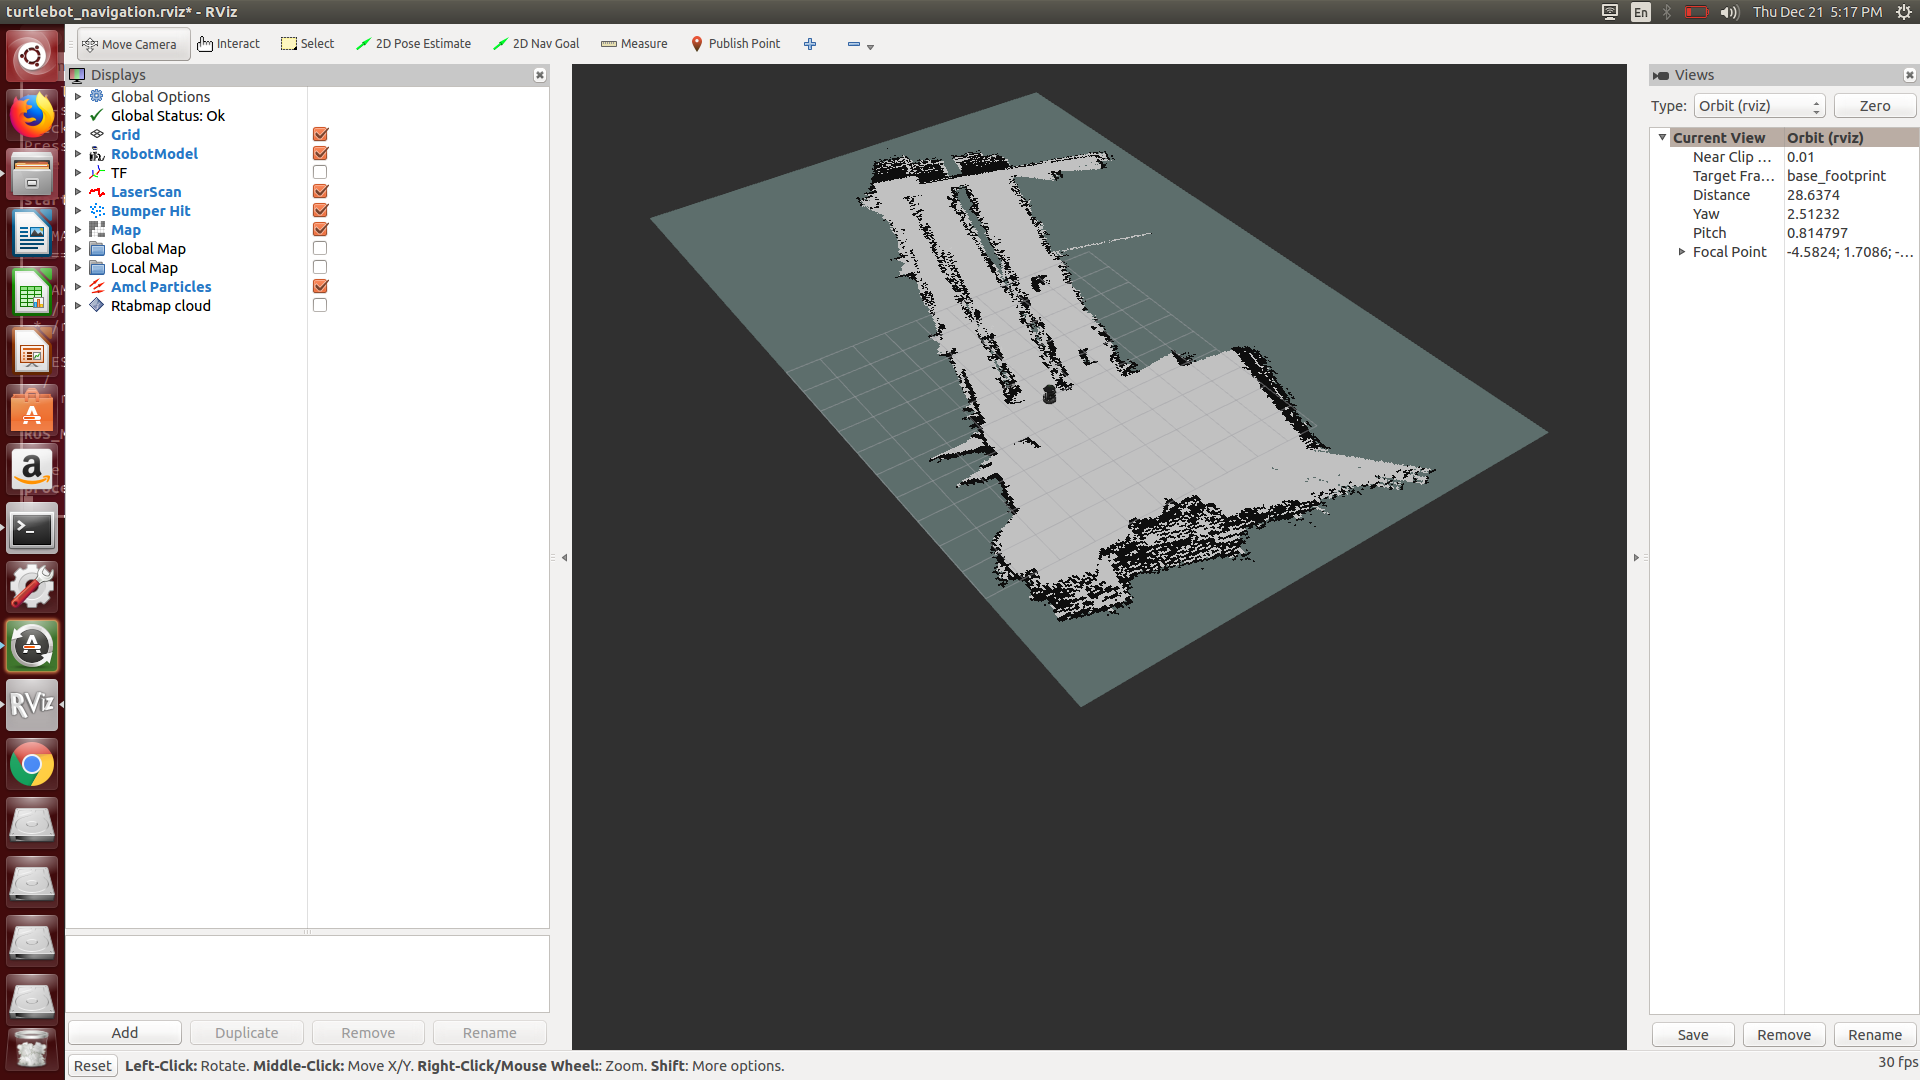 turtlebot_navigation.rviz* - RViz
En
Thu Dec 21 5:17 PM
Move Camera
Interact
Select
2D Pose Estimate
2D Nav Goal
Measure
Publish Point
Displays
Global Options
Global Status: Ok
Grid
RobotModel
TF
LaserScan
Bumper Hit
Map
Global Map
Local Map
Amcl Particles
Rtabmap cloud
Add
Duplicate
Remove
Rename
Reset
Left-Click: Rotate. Middle-Click: Move X/Y. Right-Click/Mouse Wheel:: Zoom. Shift: More options.
Views
Type: Orbit (rviz)
Zero
Current View Orbit (rviz)
Near Clip ... 0.01
Target Fra... base_footprint
Distance 28.6374
Yaw 2.51232
Pitch 0.814797
Focal Point -4.5824; 1.7086; -...
Save
Remove
Rename
30 fps
RViz